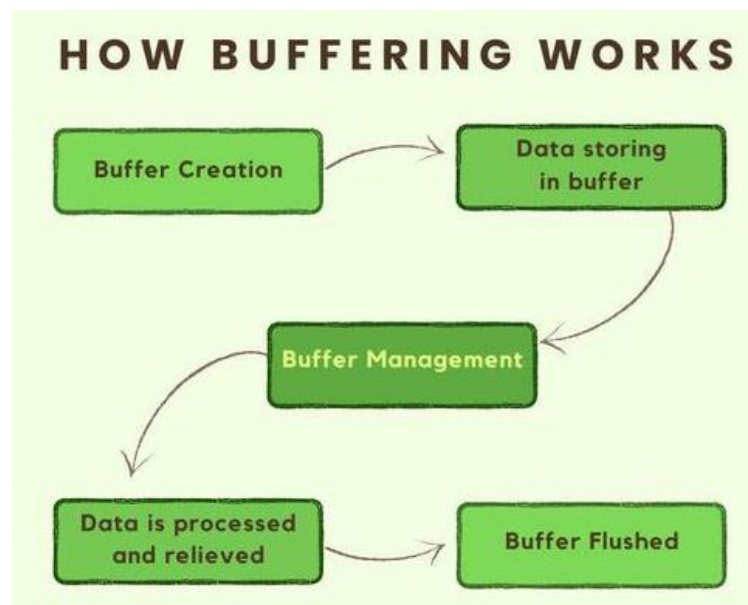 HOW BUFFERING WORKS
Buffer Creation
Data storing
in buffer
Buffer Management
Data is processed
and relieved
Buffer Flushed